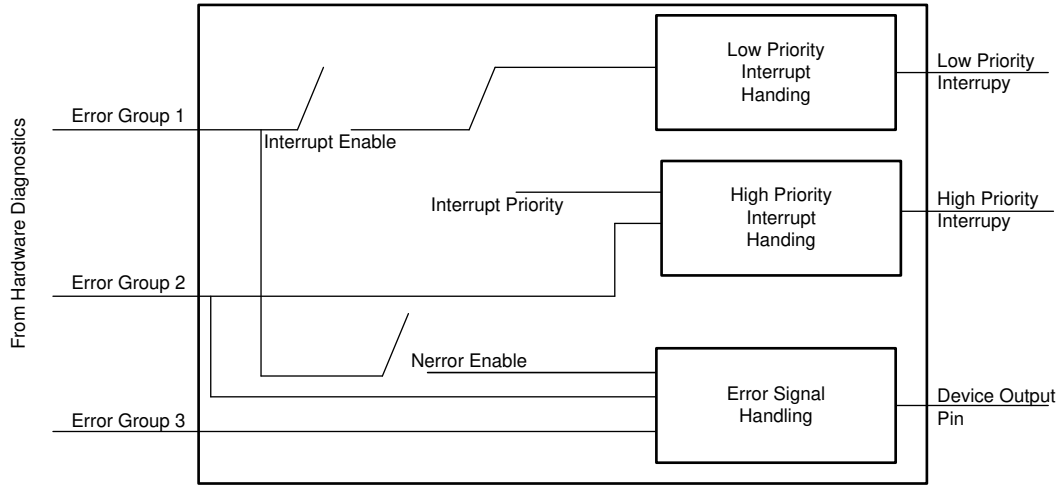 From Hardware Diagnostics
Error Group 1
Interrupt Enable
Low Priority
Interrupt
Handing
Low Priority
Interrupy
Interrupt Priority
High Priority
Interrupt
Handing
High Priority
Interrupy
Error Group 2
Nerror Enable
Error Group 3
Error Signal
Handling
Device Output
Pin